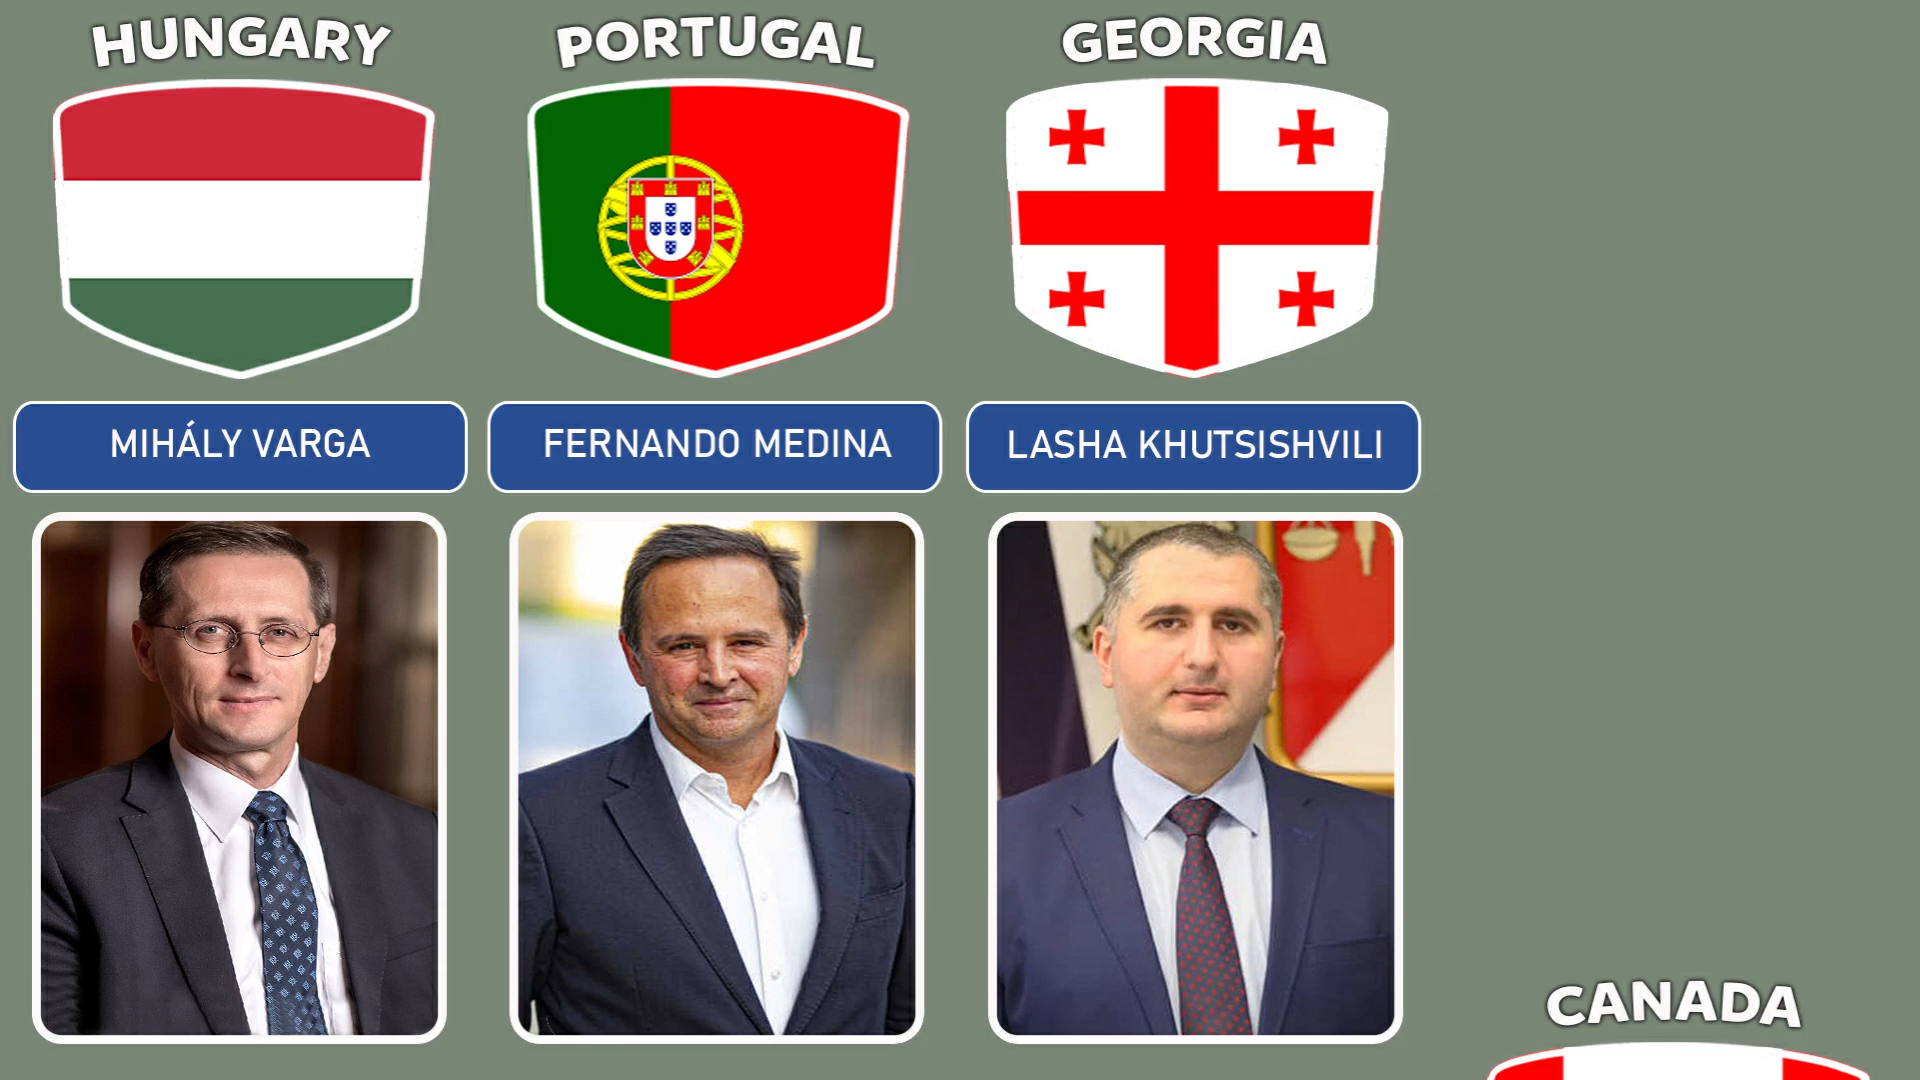 HUNGARY
PORTUGAL
GEORGIA
MIHÁLY VARGA
FERNANDO MEDINA
LASHA KHUTSISHVILI
CANADA